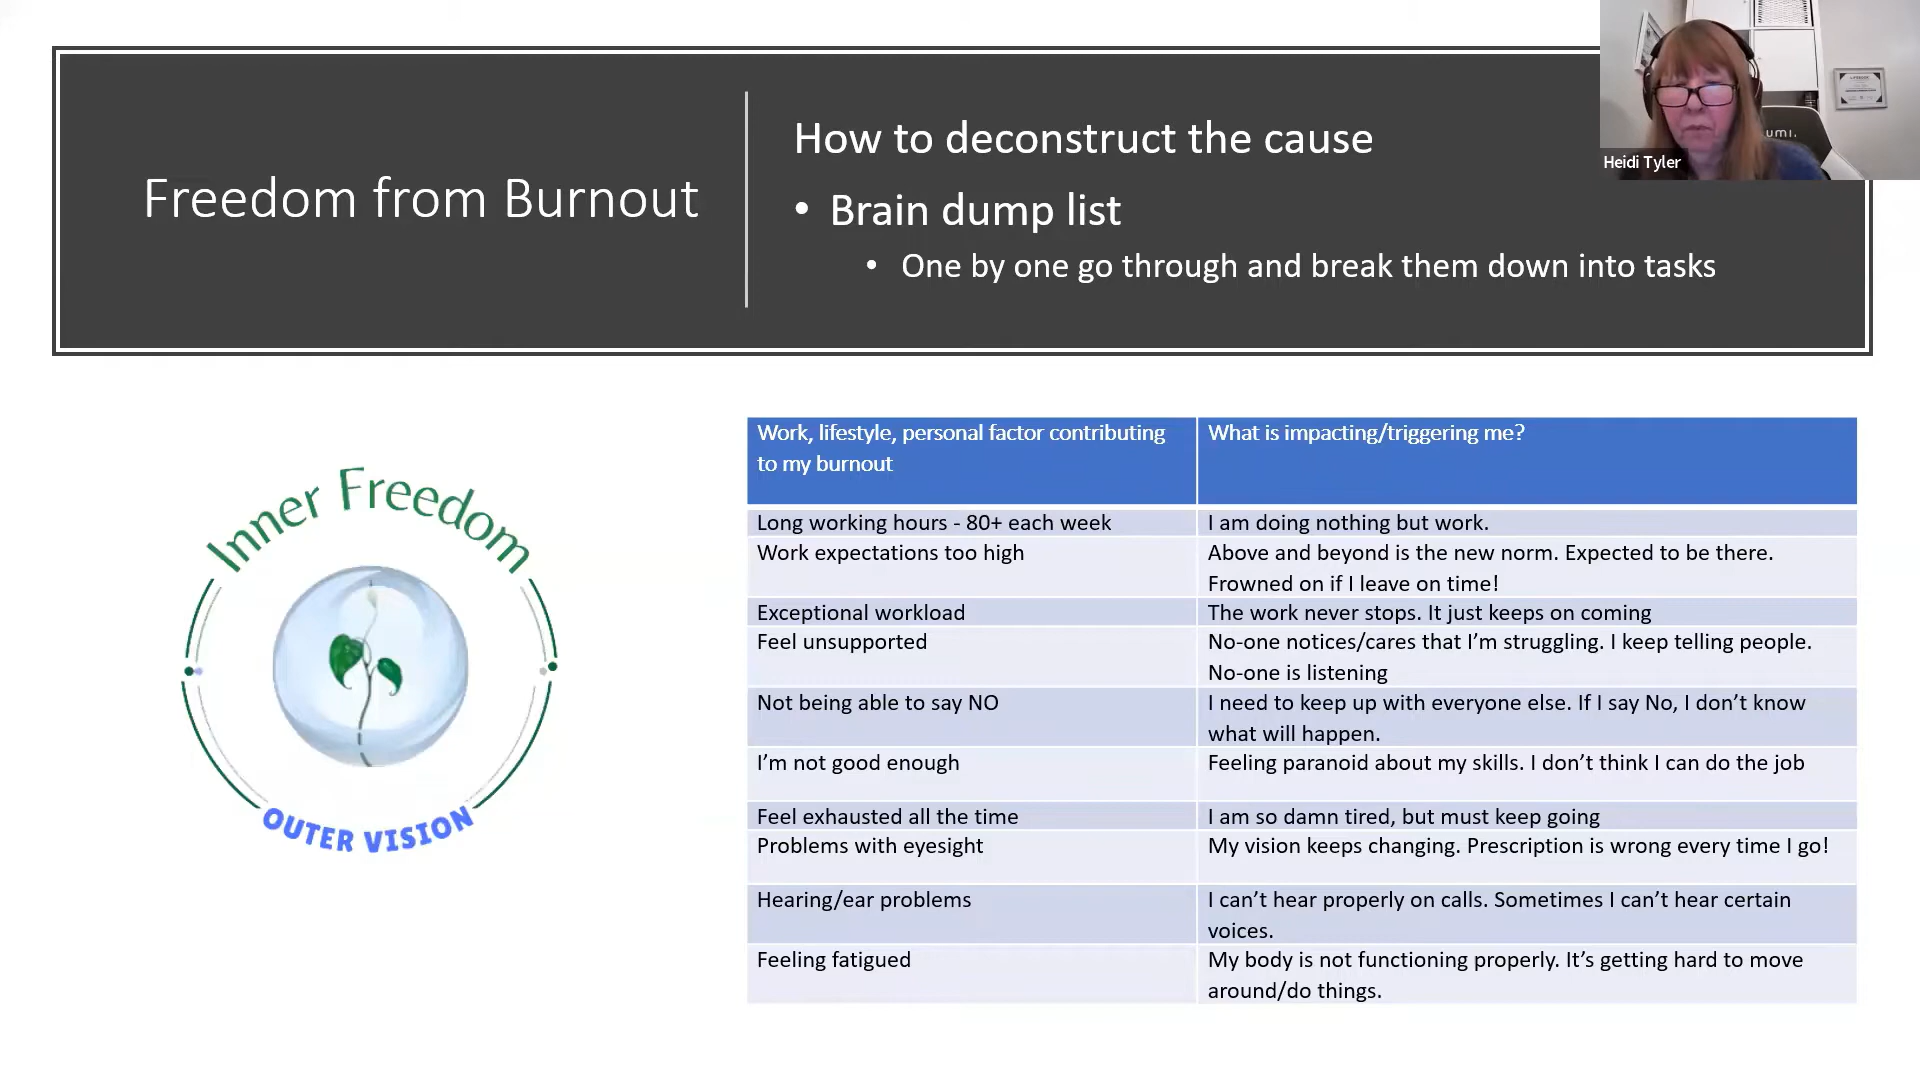 Freedom from Burnout
How to deconstruct the cause
• Brain dump list
• One by one go through and break them down into tasks
umi.
Heidi Tyler
Inner Freedom
OUTER VISION
Work, lifestyle, personal factor contributing
to my burnout
What is impacting/triggering me?
Long working hours - 80+ each week
I am doing nothing but work.
Work expectations too high
Above and beyond is the new norm. Expected to be there.
Frowned on if I leave on time!
Exceptional workload
The work never stops. It just keeps on coming
Feel unsupported
No-one notices/cares that I’m struggling. I keep telling people.
No-one is listening
Not being able to say NO
I need to keep up with everyone else. If I say No, I don’t know
what will happen.
I’m not good enough
Feeling paranoid about my skills. I don’t think I can do the job
Feel exhausted all the time
I am so damn tired, but must keep going
Problems with eyesight
My vision keeps changing. Prescription is wrong every time I go!
Hearing/ear problems
I can’t hear properly on calls. Sometimes I can’t hear certain
voices.
Feeling fatigued
My body is not functioning properly. It’s getting hard to move
around/do things.